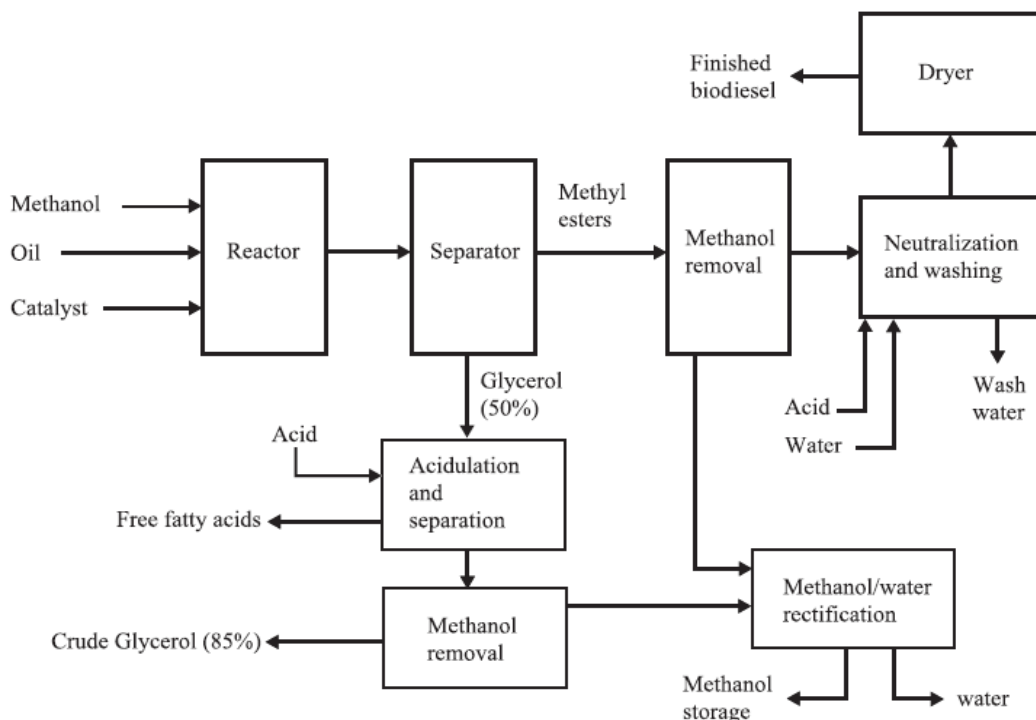 Finished
biodiesel
Dryer
Methanol
Oil
Catalyst
Reactor
Separator
Methyl
esters
Methanol
removal
Neutralization
and washing
Glycerol
(50%)
Acid
Water
Wash
water
Acid
Acidulation
and
separation
Free fatty acids
Methanol/water
rectification
Crude Glycerol (85%)
Methanol
removal
Methanol
storage
water